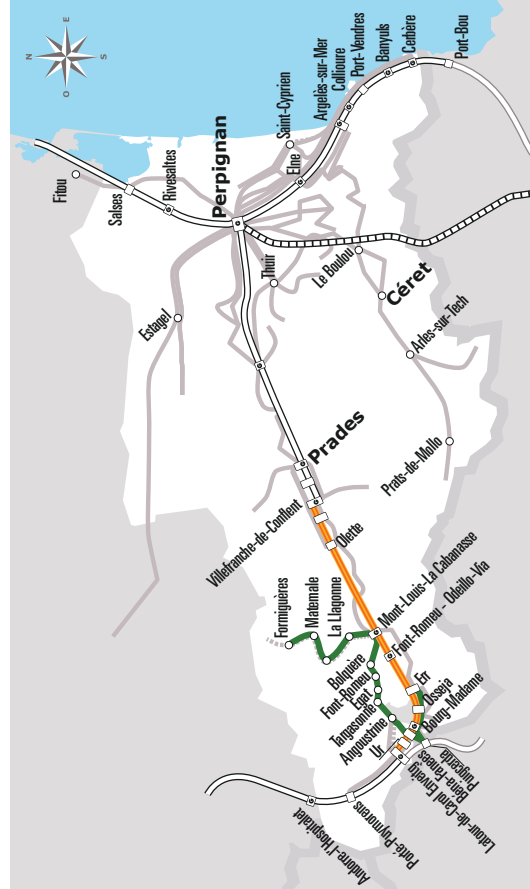 N
E
S
O
Fitou
Salses
Rivesaltes
Perpignan
Saint-Cyprien
Elne
Argelès-sur-Mer
Collioure
Port-Vendres
Banyuls
Cerbère
Port-Bou
Estagel
Thuir
Le Boulou
Céret
Arles-sur-Tech
Prats-de-Mollo
Prades
Villefranche-de-Conflent
Olette
Formiguères
Matemale
La Llagonne
Mont-Louis-La Cabanasse
Font-Romeu - Odeillo-Via
Bolquère
Font-Romeu
Egat
Targasonne
Angoustrine
Ur
Err
Osseja
Bourg-Madame
Puigcerda
Latour-de-Carol Enveitg
Porté-Puymorens
Andorre-l'Hospitalet